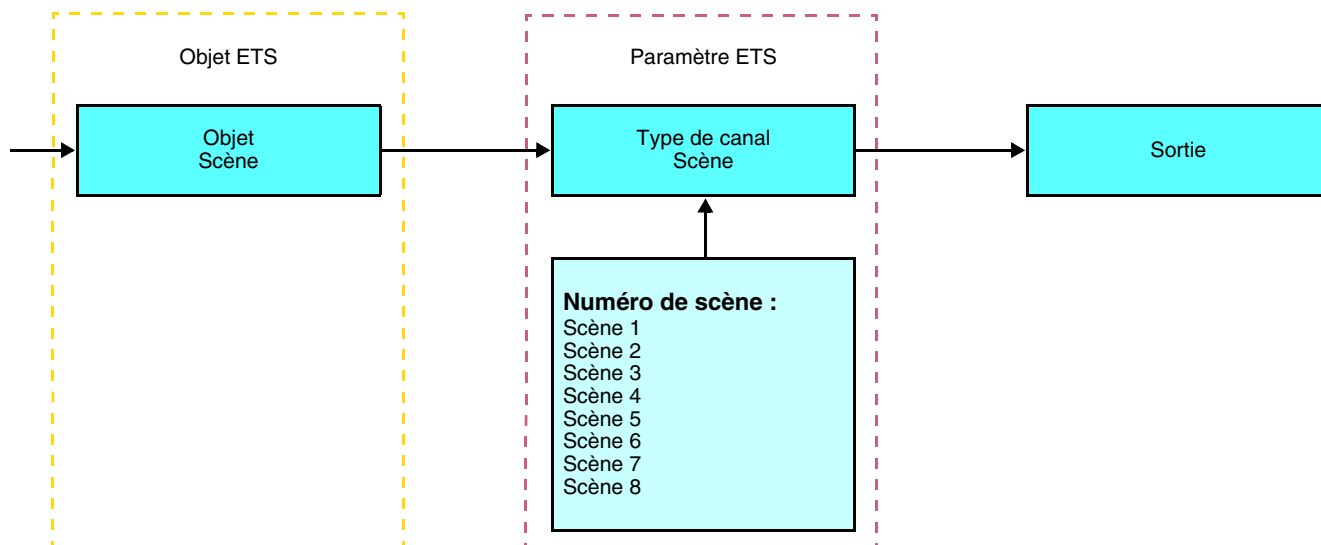 Objet ETS
Paramètre ETS
Objet
Scène
Type de canal
Scène
Sortie
Numéro de scène :
Scène 1
Scène 2
Scène 3
Scène 4
Scène 5
Scène 6
Scène 7
Scène 8